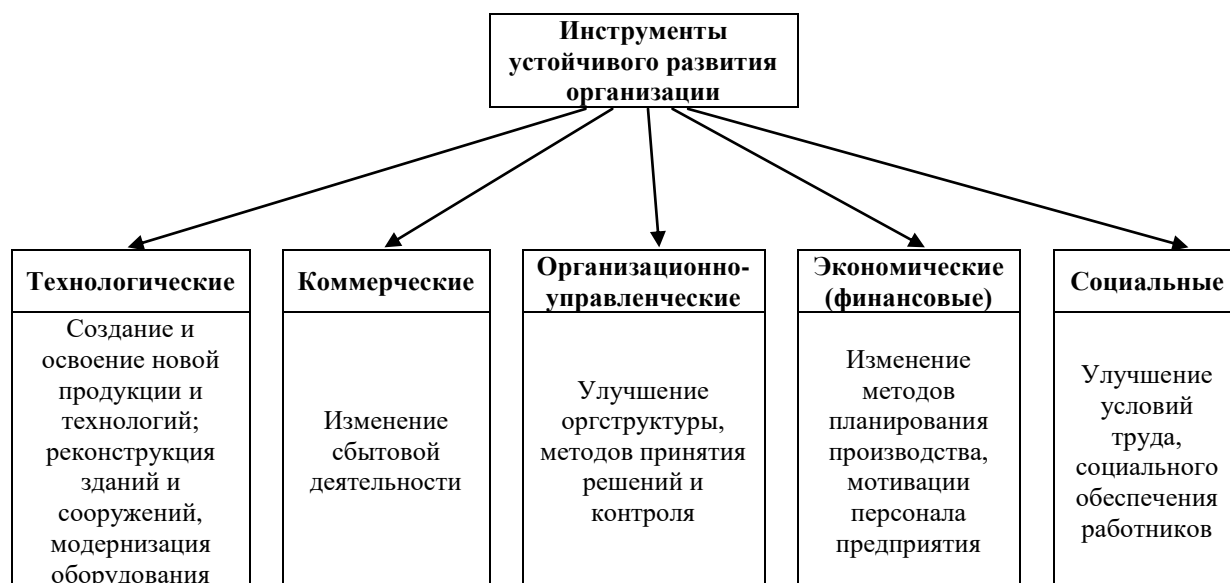 Инструменты
устойчивого развития
организации
Технологические
Создание и
освоение новой
продукции и
технологий;
реконструкция
зданий и
сооружений,
модернизация
оборудования
Коммерческие
Изменение
сбытовой
деятельности
Организационно-
управленческие
Улучшение
оргструктуры,
методов принятия
решений и
контроля
Экономические
(финансовые)
Изменение
методов
планирования
производства,
мотивации
персонала
предприятия
Социальные
Улучшение
условий
труда,
социального
обеспечения
работников